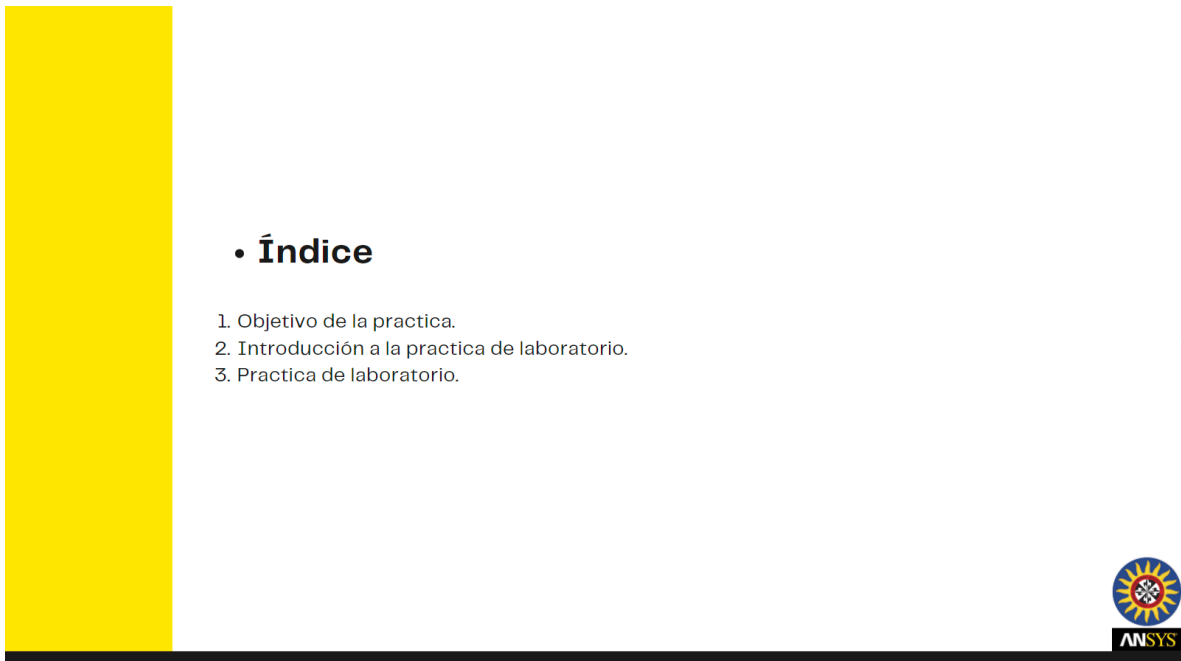 • Índice
1. Objetivo de la practica.
2. Introducción a la practica de laboratorio.
3. Practica de laboratorio.
ANSYS